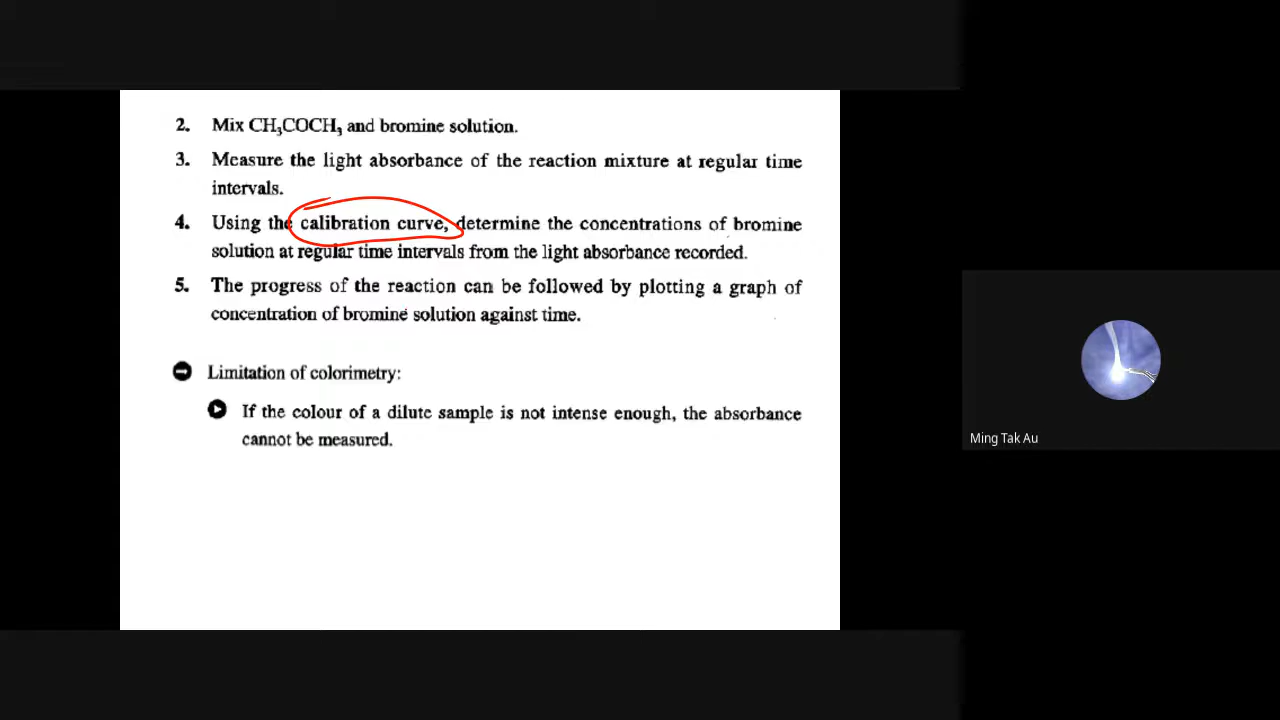 2. Mix CH₃COCH₃ and bromine solution.
3. Measure the light absorbance of the reaction mixture at regular time
intervals.
4. Using the calibration curve, determine the concentrations of bromine
solution at regular time intervals from the light absorbance recorded.
5. The progress of the reaction can be followed by plotting a graph of
concentration of bromine solution against time.
Limitation of colorimetry:
If the colour of a dilute sample is not intense enough, the absorbance
cannot be measured.
Ming Tak Au